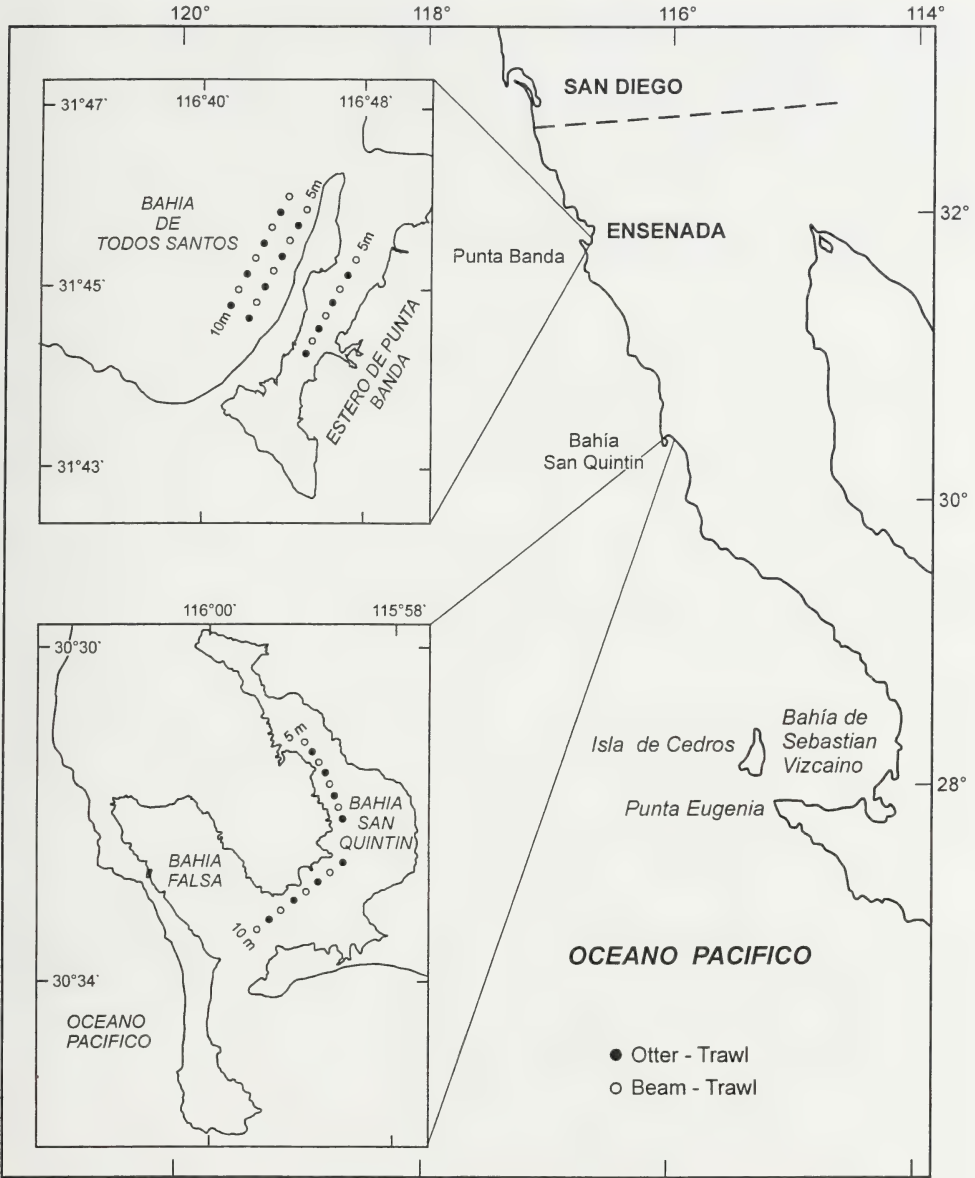 120°
118°
116°
114°
SAN DIEGO
32°
ENSENADA
Punta Banda
30°
Bahía
San Quintin
Isla de Cedros
Bahía de
Sebastian
Vizcaino
28°
Punta Eugenia
OCEANO PACIFICO
● Otter - Trawl
○ Beam - Trawl
116°40`
116°48`
31°47
BAHIA
DE
TODOS SANTOS
5m
5m
31°45`
10m
ESTERO DE PUNTA
BANDA
31°43
116°00`
115°58`
30°30`
5 m
BAHIA
SAN
QUINTIN
BAHIA
FALSA
10 m
30°34`
OCEANO
PACIFICO